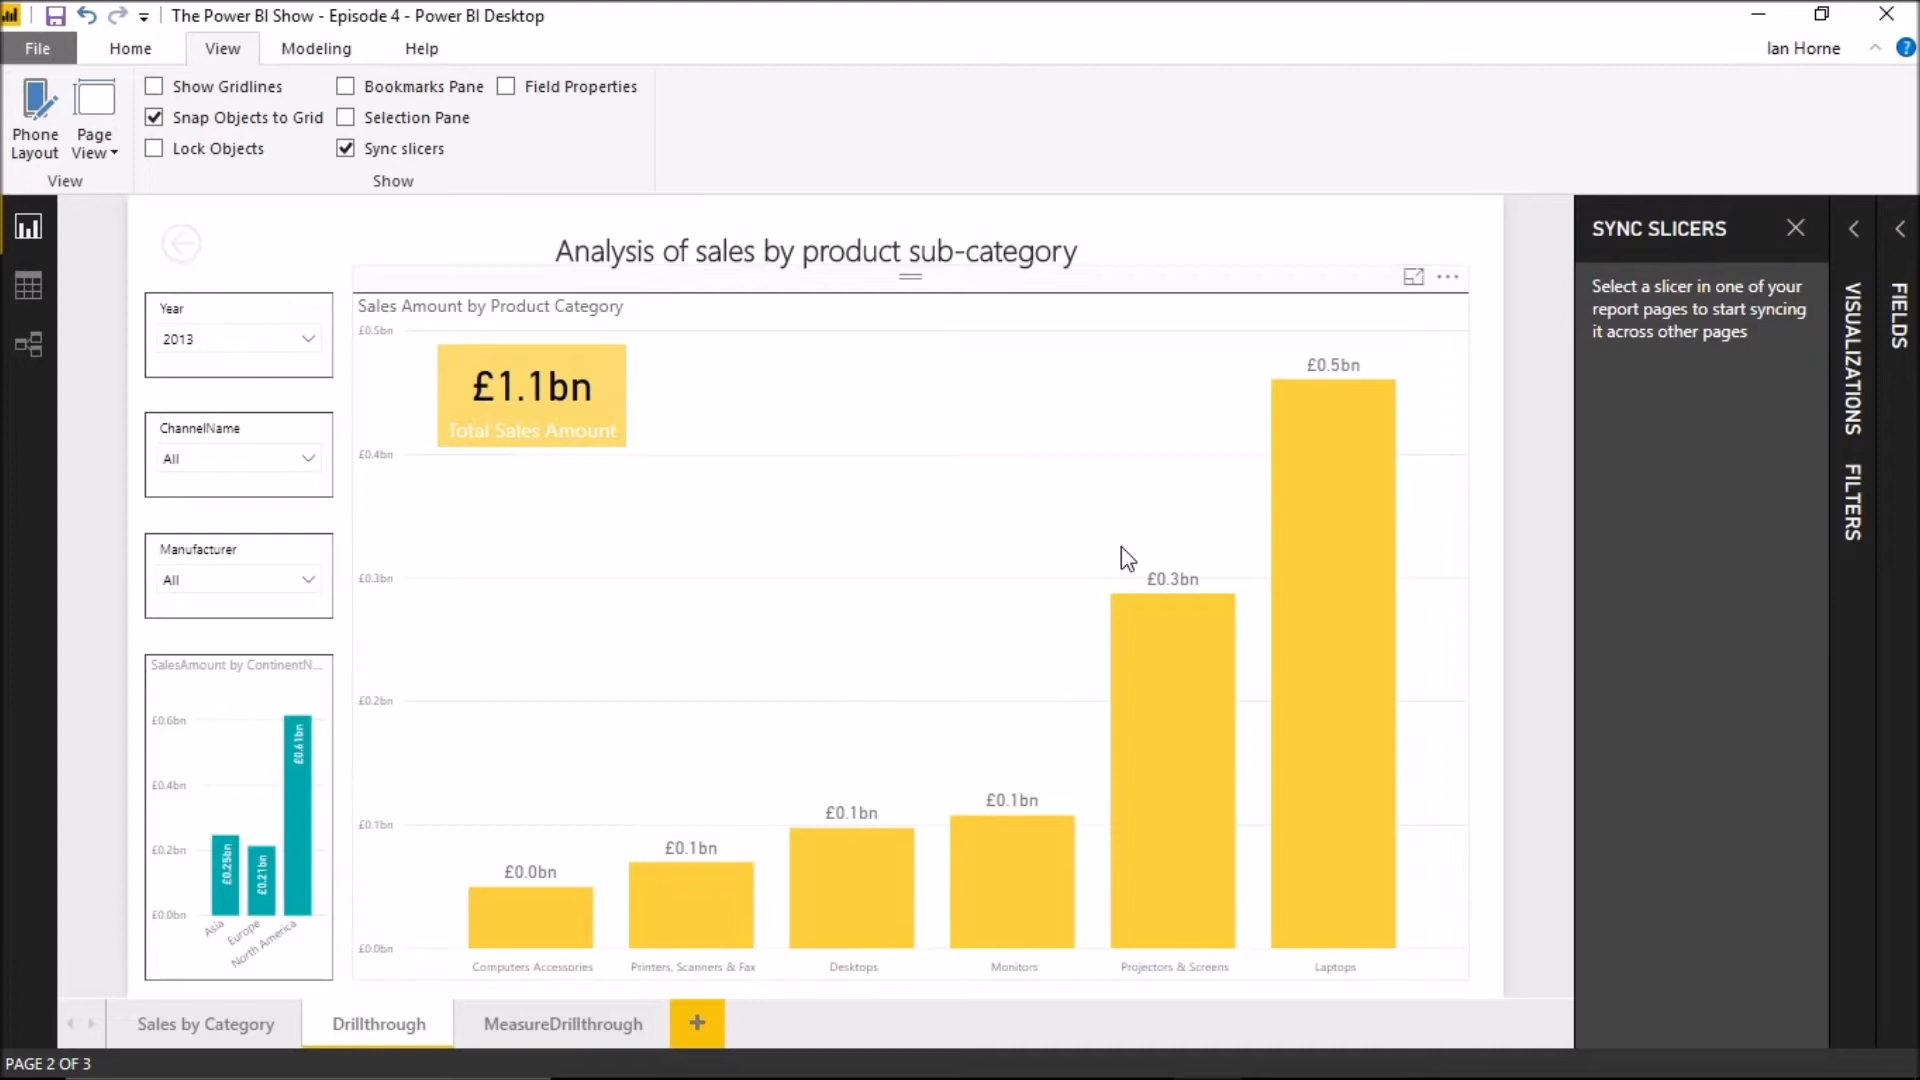 The Power BI Show - Episode 4 - Power BI Desktop
File Home View Modeling Help Ian Horne ?
Show Gridlines Bookmarks Pane Field Properties
Snap Objects to Grid Selection Pane
Lock Objects Sync slicers
Phone Layout
Page View
View
Show
Analysis of sales by product sub-category
Year
2013
ChannelName
All
Manufacturer
All
SalesAmount by ContinentN...
£0.6bn
£0.4bn
£0.2bn
£0.0bn
£0.25bn
£0.21bn
£0.61bn
Asia
Europe
North America
Sales Amount by Product Category
£0.5bn
£0.4bn
£0.3bn
£0.2bn
£0.1bn
£0.0bn
£1.1bn
Total Sales Amount
£0.0bn
£0.1bn
£0.1bn
£0.1bn
£0.3bn
£0.5bn
Computers Accessories Printers, Scanners & Fax Desktops Monitors Projectors & Screens Laptops
SYNC SLICERS
Select a slicer in one of your
report pages to start syncing
it across other pages
VISUALIZATIONS
FILTERS
FIELDS
Sales by Category Drillthrough MeasureDrillthrough +
PAGE 2 OF 3